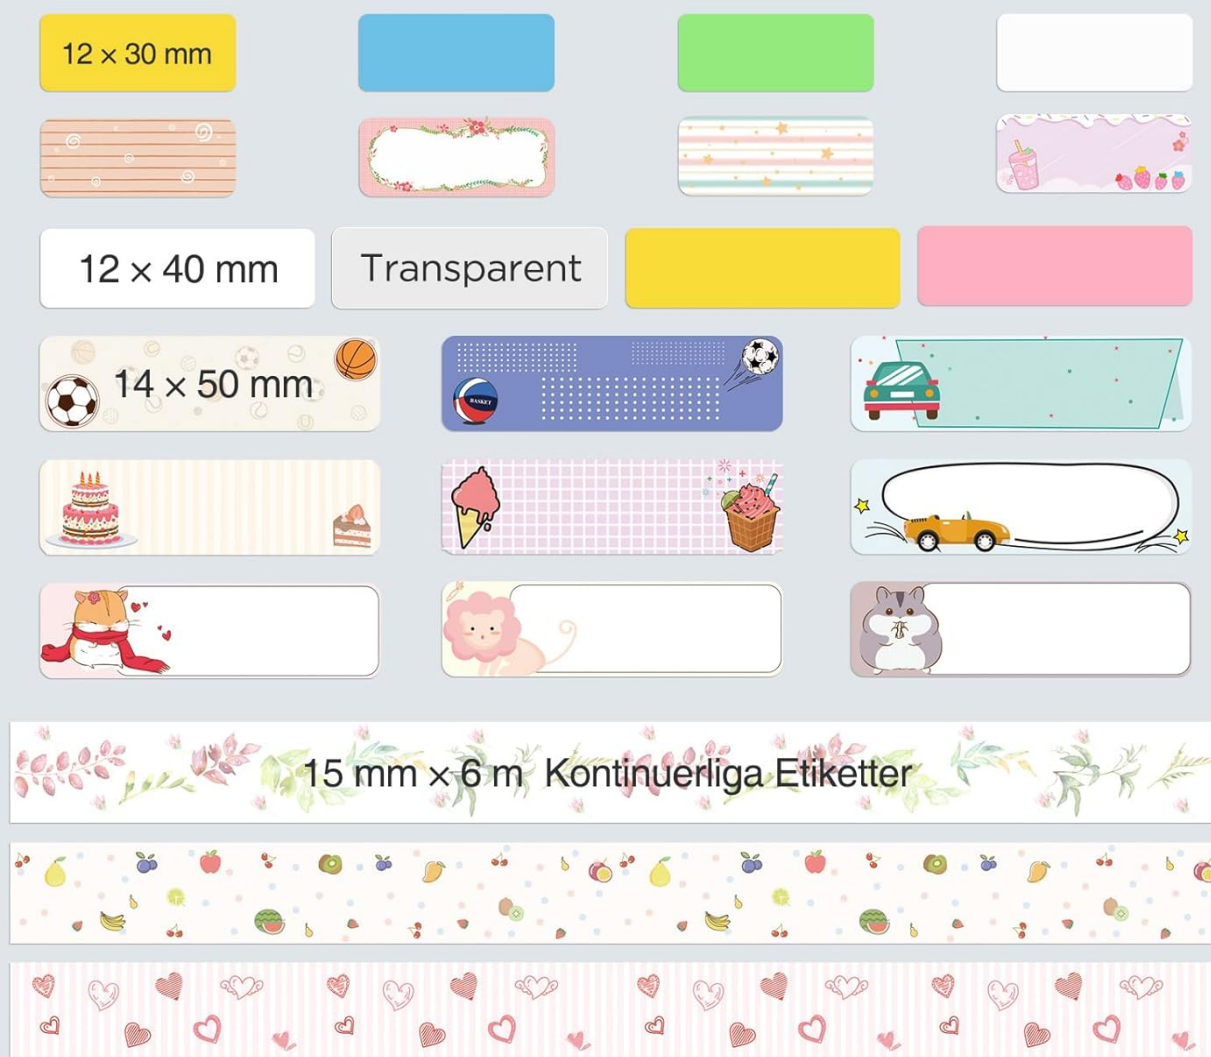 12 × 30 mm
12 × 40 mm
Transparent
14 × 50 mm
BASKET
15 mm × 6 m Kontinuerliga Etiketter